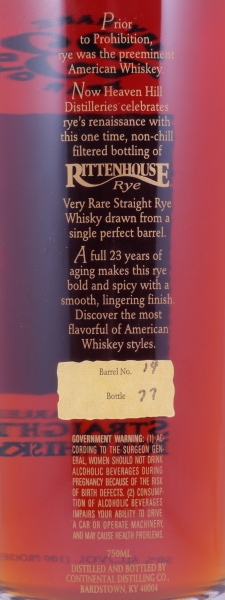 Prior
to Prohibition,
rye was the preeminent
American Whiskey.
Now Heaven Hill
Distilleries celebrates
rye's renaissance with
this one time, non-chill
filtered bottling of
RITTENHOUSE
Rye
Very Rare Straight Rye
Whisky drawn from a
single perfect barrel.
A full 23 years of
aging makes this rye
bold and spicy with a
smooth, lingering finish.
Discover the most
flavorful of American
Whiskey styles.
Barrel No. 14
Bottle 77
GOVERNMENT WARNING: (1) AC-
CORDING TO THE SURGEON GEN-
ERAL, WOMEN SHOULD NOT DRINK
ALCOHOLIC BEVERAGES DURING
PREGNANCY BECAUSE OF THE RISK
OF BIRTH DEFECTS. (2) CONSUMP-
TION OF ALCOHOLIC BEVERAGES
IMPAIRS YOUR ABILITY TO DRIVE
A CAR OR OPERATE MACHINERY,
AND MAY CAUSE HEALTH PROBLEMS.
750ML
DISTILLED AND BOTTLED BY
CONTINENTAL DISTILLING CO.,
BARDSTOWN, KY 40004